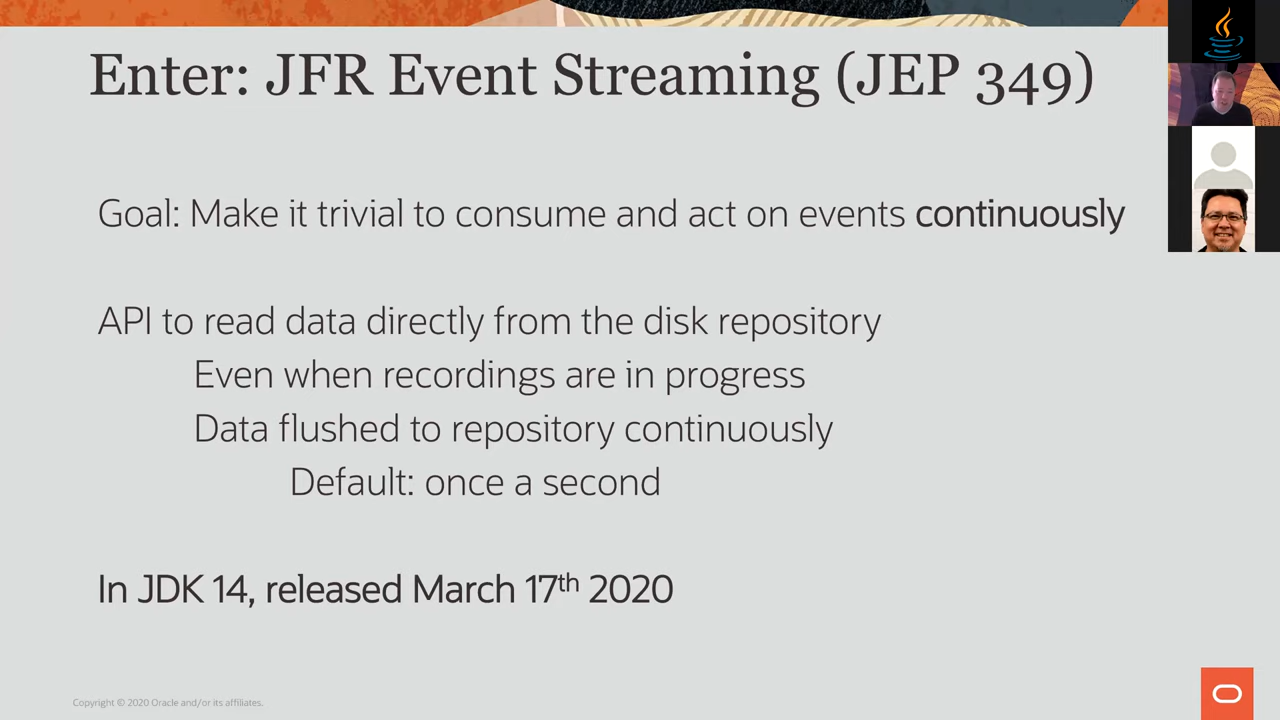 Enter: JFR Event Streaming (JEP 349)
Goal: Make it trivial to consume and act on events continuously
API to read data directly from the disk repository
Even when recordings are in progress
Data flushed to repository continuously
Default: once a second
In JDK 14, released March 17th 2020
Copyright © 2020 Oracle and/or its affiliates.